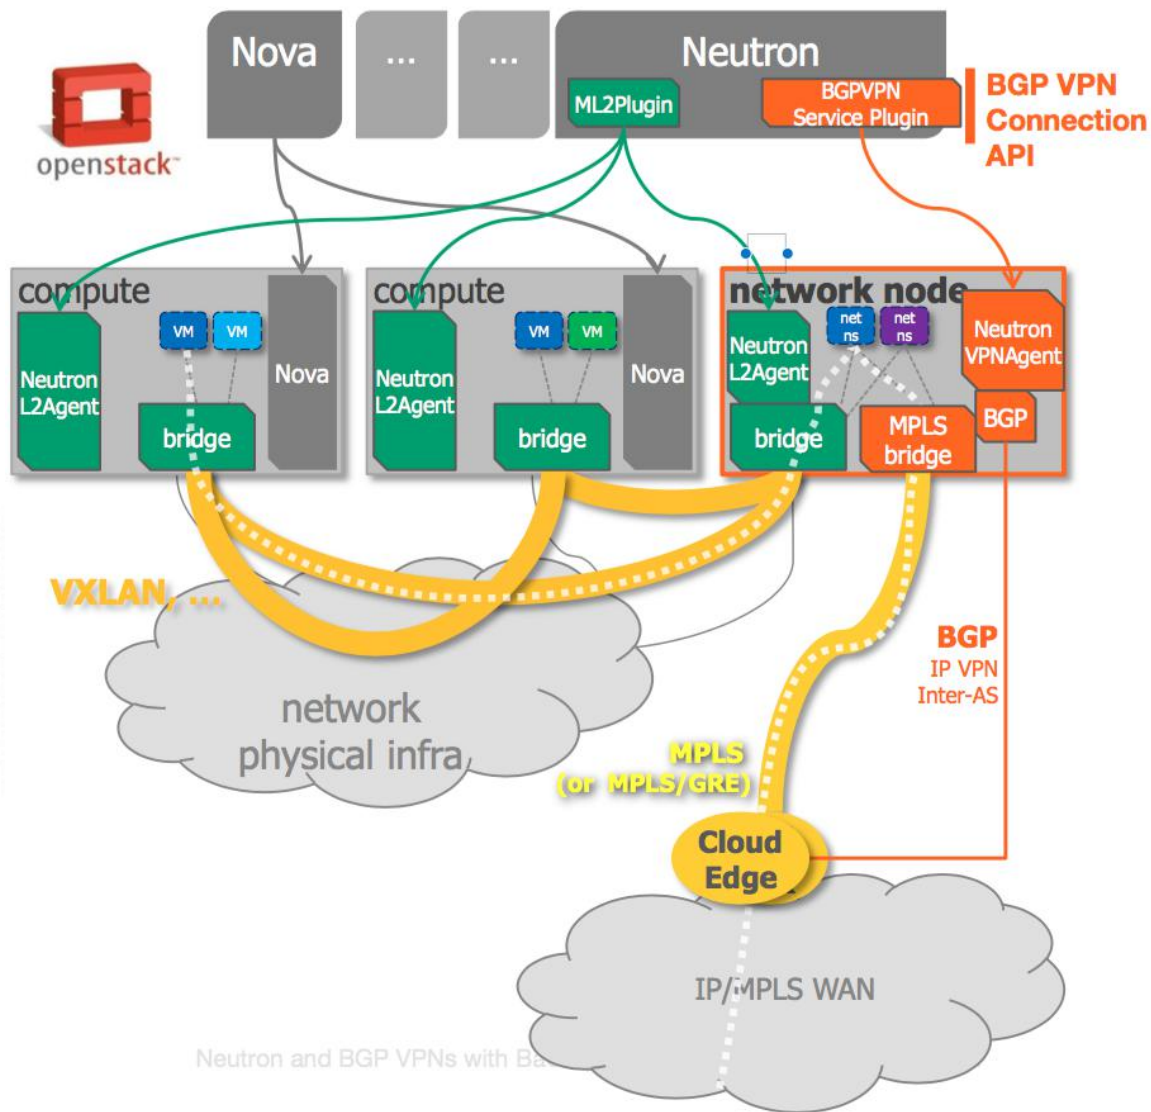 Nova
...
...
Neutron
ML2Plugin
BGPVPN
Service Plugin
BGP VPN
Connection
API
openstack™
compute
Neutron
L2Agent
VM
VM
bridge
Nova
compute
Neutron
L2Agent
VM
VM
bridge
Nova
network node
Neutron
L2Agent
net
ns
net
ns
Neutron
VPNAgent
bridge
MPLS
bridge
BGP
VXLAN, ...
network
physical infra
BGP
IP VPN
Inter-AS
MPLS
(or MPLS/GRE)
Cloud
Edge
IP/MPLS WAN
Neutron and BGP VPNs with